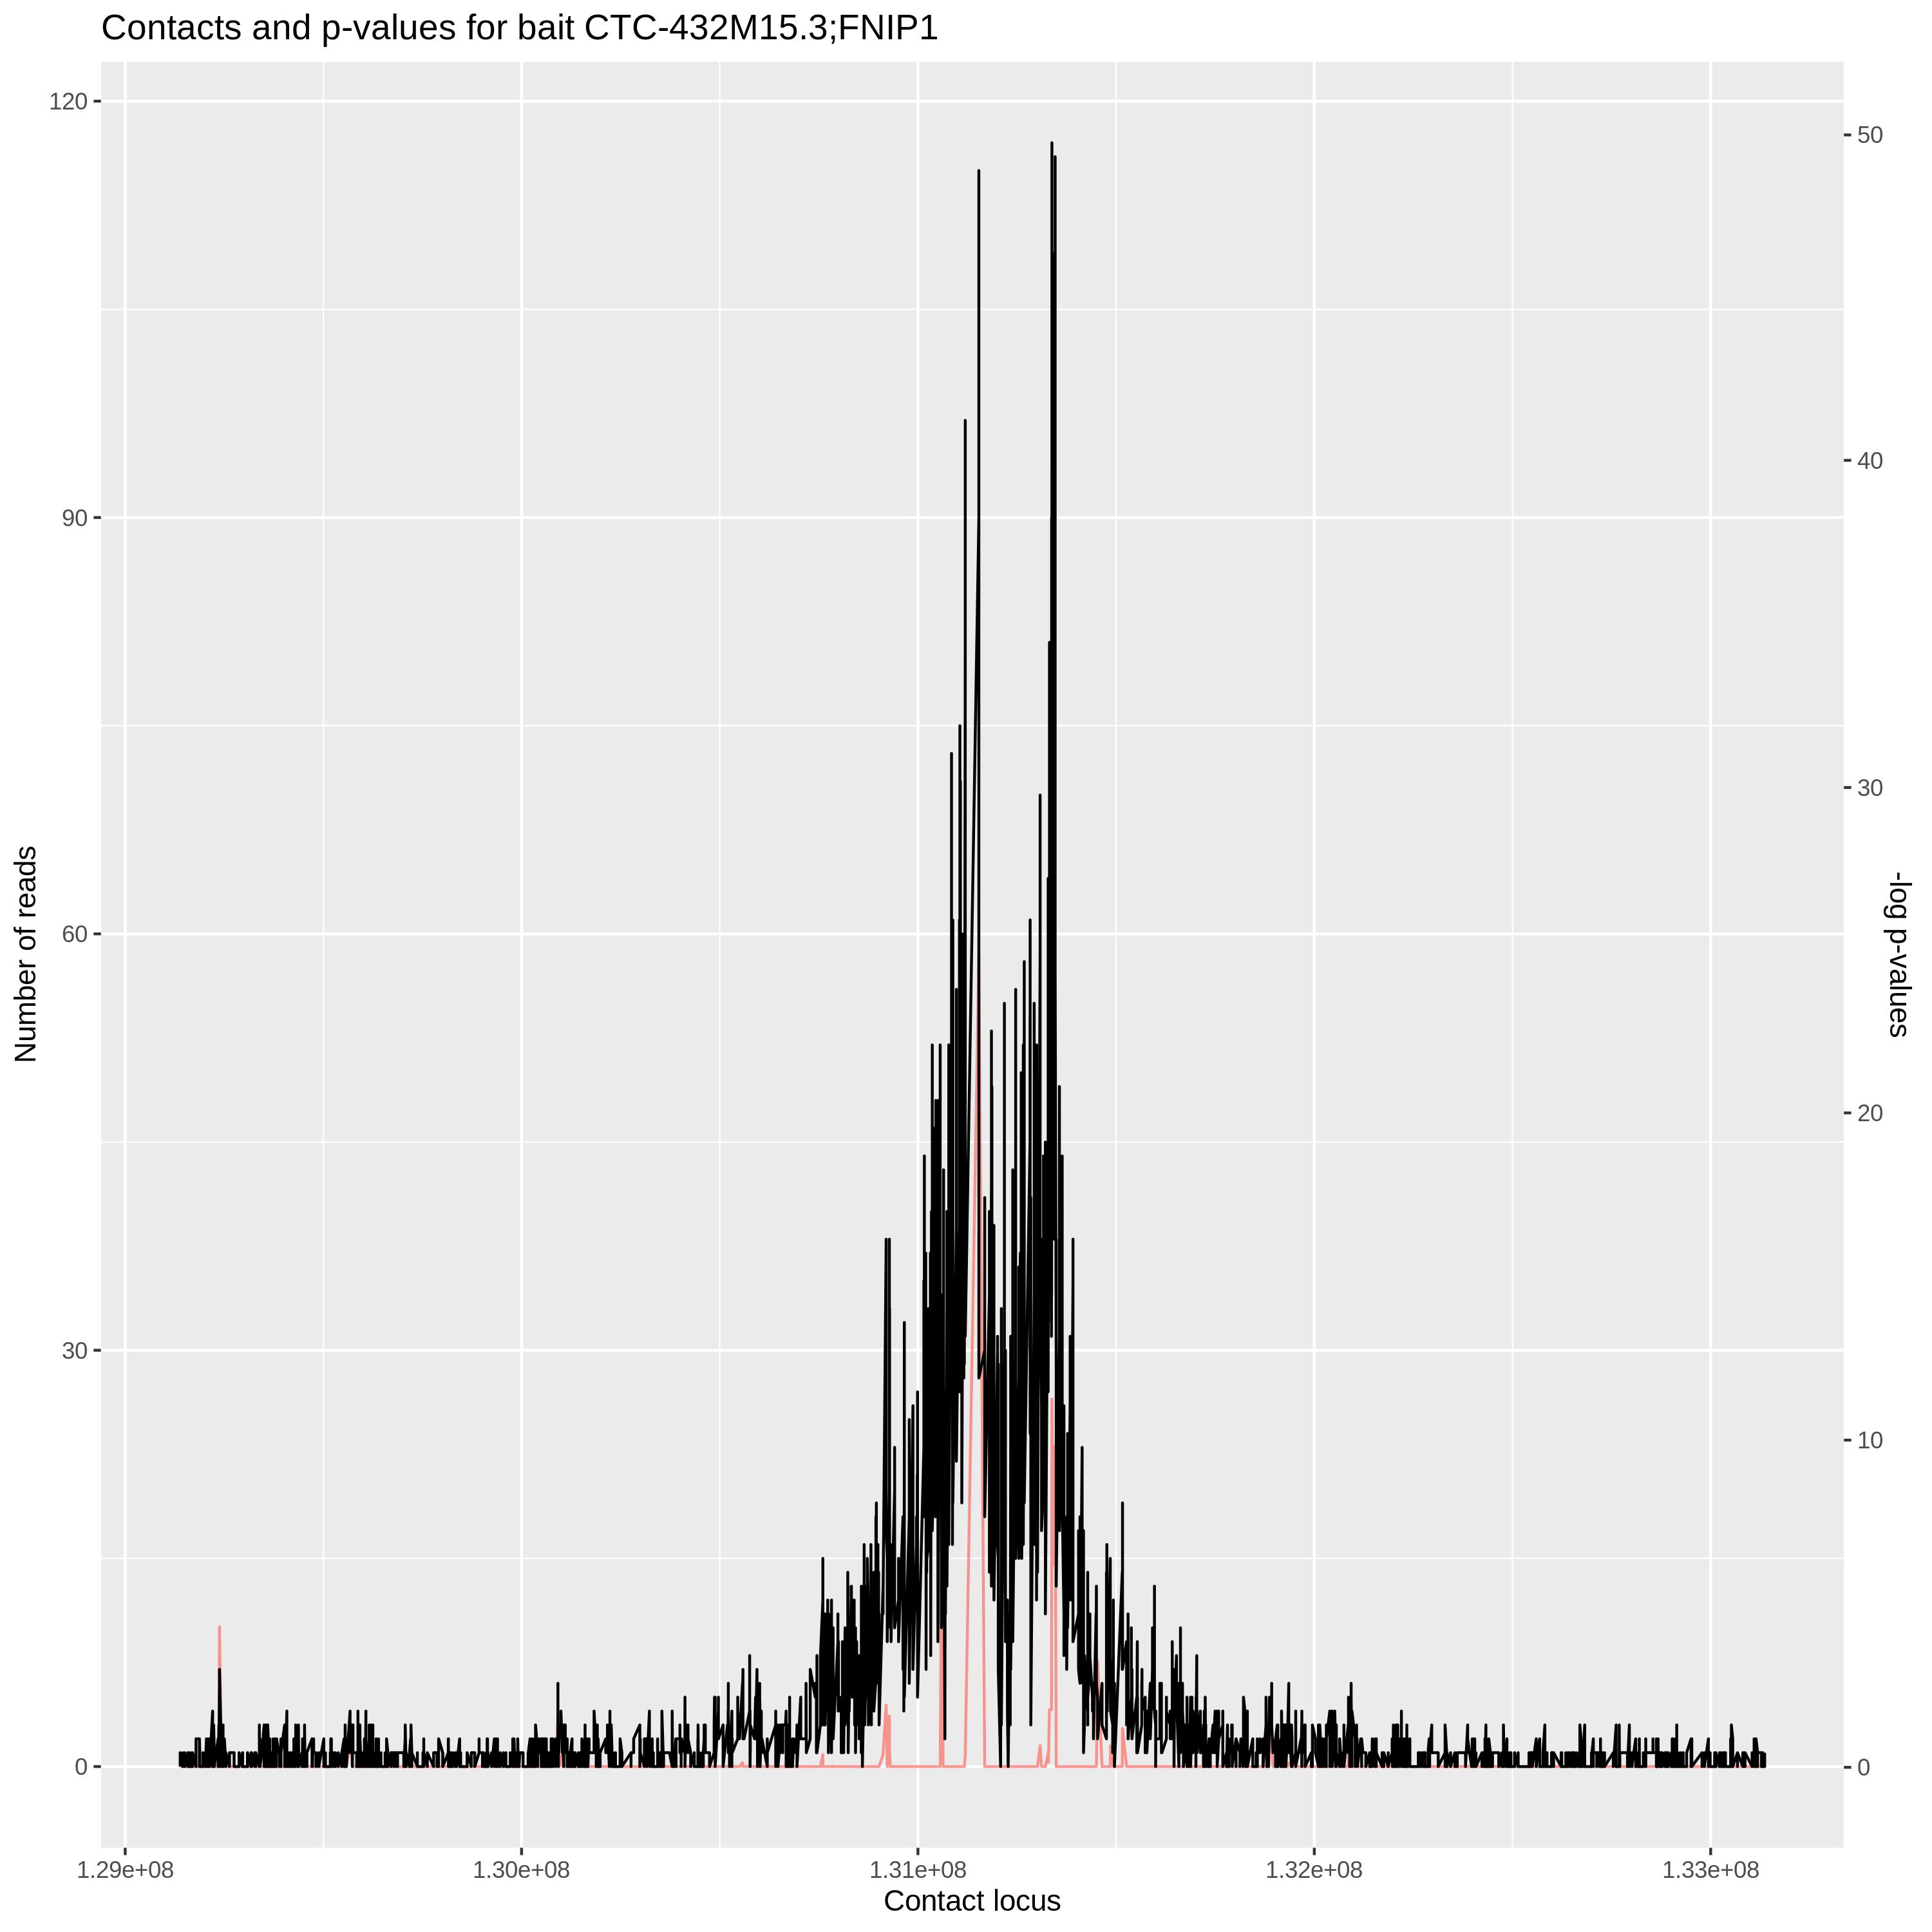 Contacts and p-values for bait CTC-432M15.3;FNIP1
120
90
60
30
0
Number of reads
50
40
30
20
10
0
-log p-values
1.29e+08
1.30e+08
1.31e+08
1.32e+08
1.33e+08
Contact locus